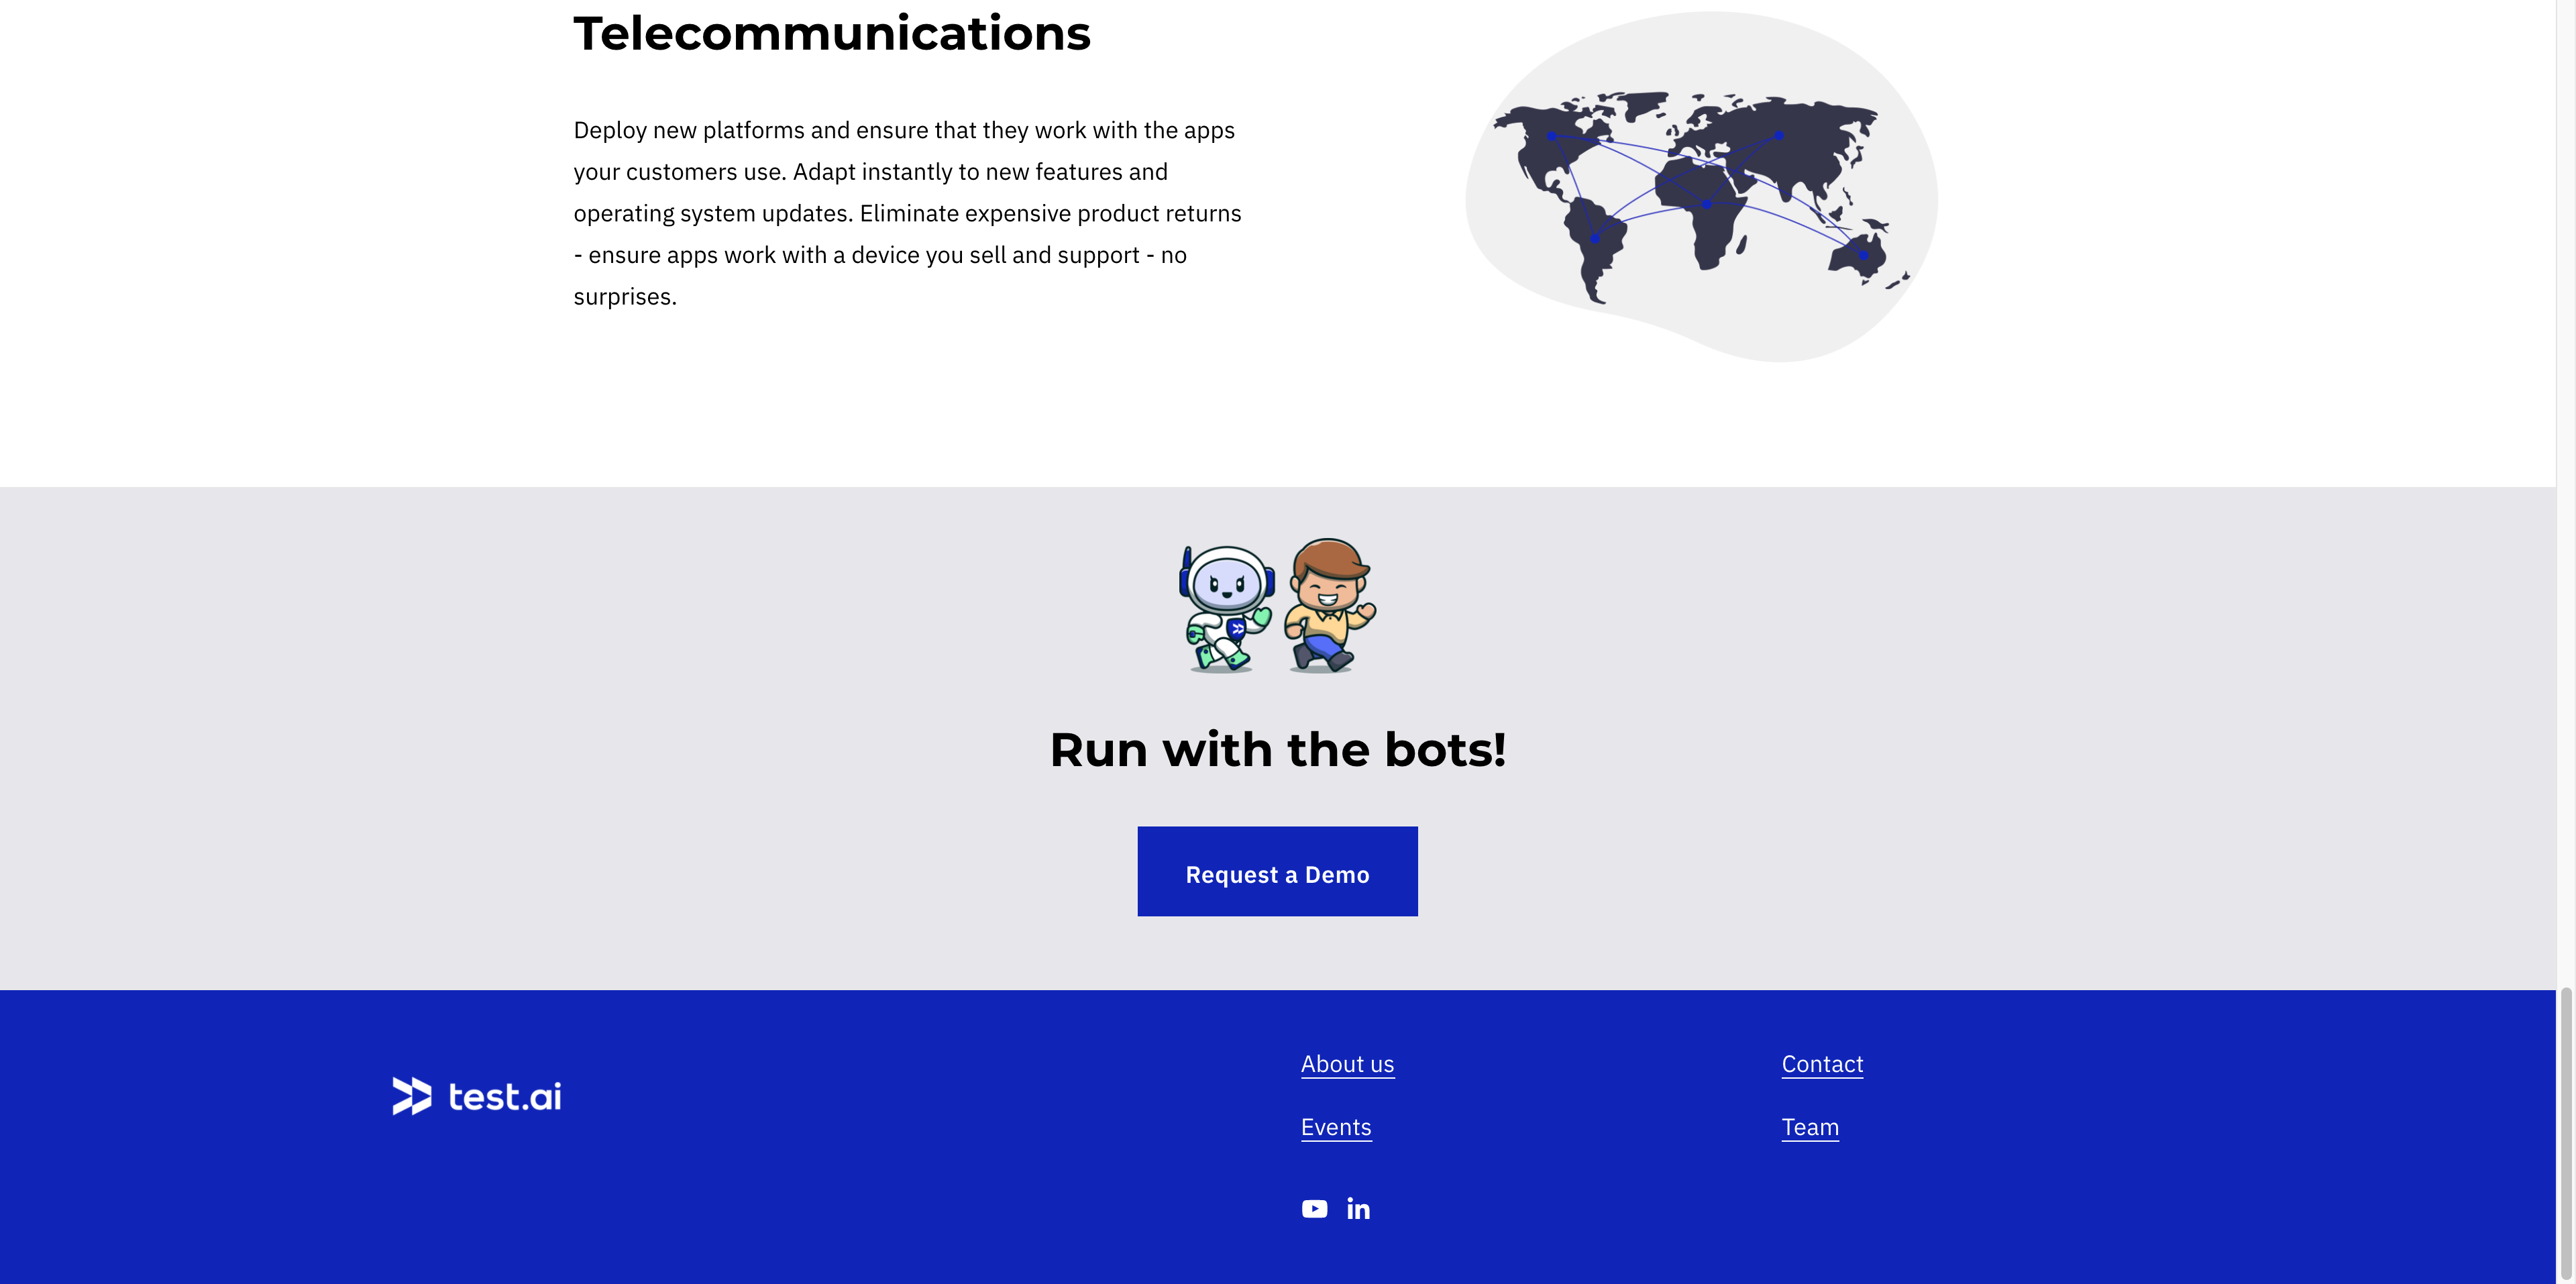 Telecommunications
Deploy new platforms and ensure that they work with the apps
your customers use. Adapt instantly to new features and
operating system updates. Eliminate expensive product returns
- ensure apps work with a device you sell and support - no
surprises.
Run with the bots!
Request a Demo
test.ai
About us
Contact
Events
Team
in